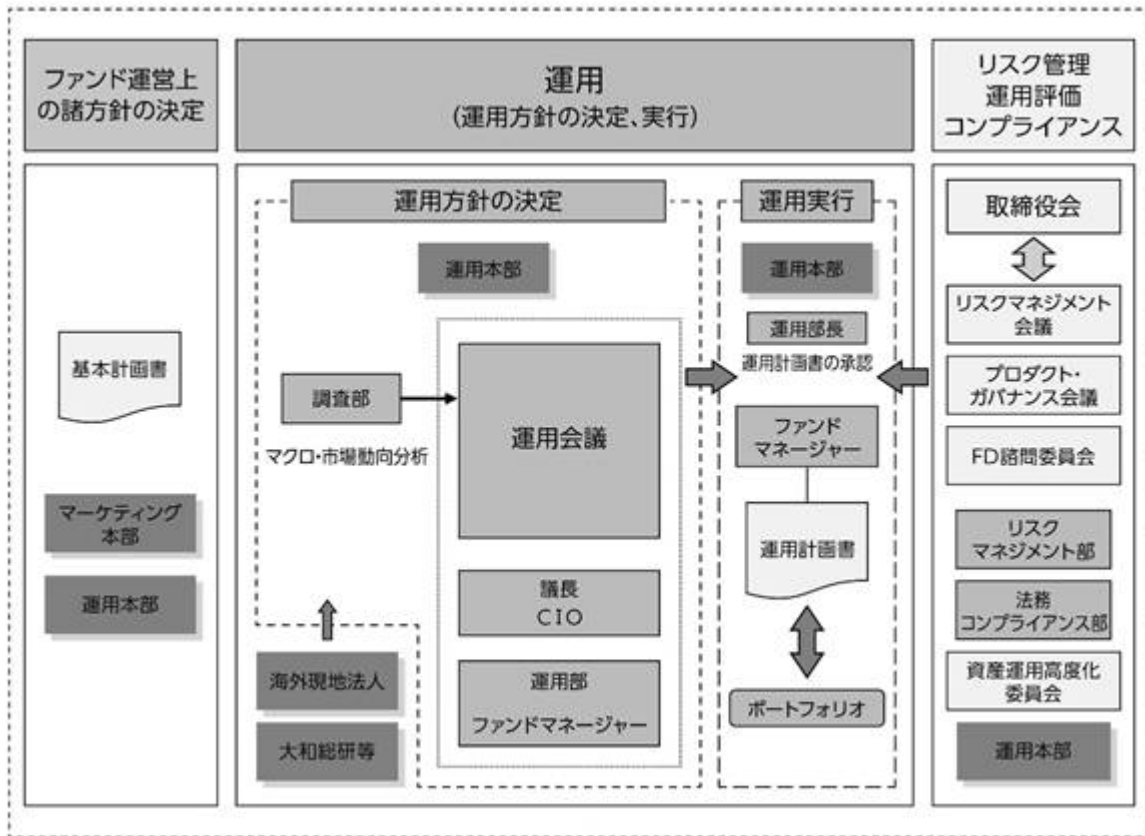 ファンド運営上
の諸方針の決定
運用
(運用方針の決定、実行)
リスク管理
運用評価
コンプライアンス
基本計画書
マーケティング
本部
運用本部
運用方針の決定
運用本部
調査部
マクロ・市場動向分析
運用会議
議長
CIO
運用部
ファンドマネージャー
海外現地法人
大和総研等
運用実行
運用本部
運用部長
運用計画書の承認
ファンド
マネージャー
運用計画書
ポートフォリオ
取締役会
リスクマネジメント
会議
プロダクト・
ガバナンス会議
FD諮問委員会
リスク
マネジメント部
法務
コンプライアンス部
資産運用高度化
委員会
運用本部